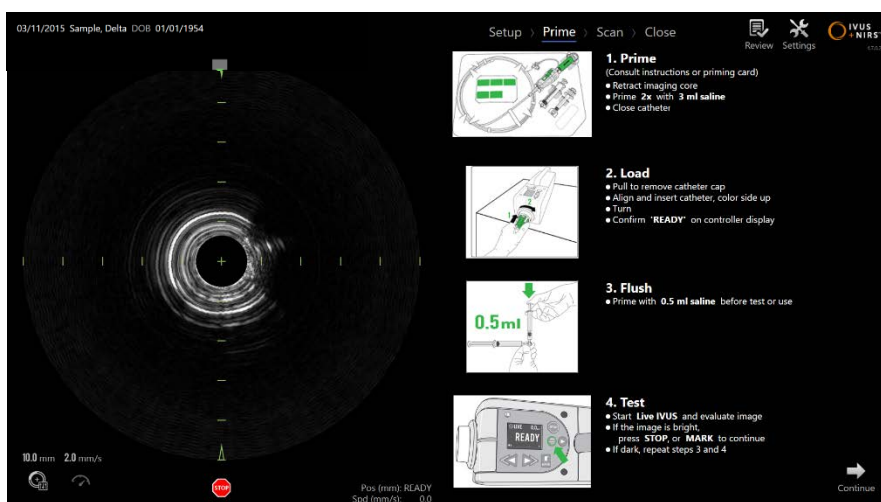 03/11/2015 Sample, Delta DOB 01/01/1954
Setup > Prime > Scan > Close
Review
Settings
IVUS
+NIRS
1. Prime
(Consult instructions or priming card)
• Retract imaging core
• Prime 2x with 3 ml saline
• Close catheter
2. Load
• Pull to remove catheter cap
• Align and insert catheter, color side up
• Turn
• Confirm "READY" on controller display
1
2
3. Flush
• Prime with 0.5 ml saline before test or use
0.5ml
4. Test
• Start Live IVUS and evaluate image
• If the image is bright,
press STOP, or MARK to continue
• If dark, repeat steps 3 and 4
LIVE
READY
10.0 mm 2.0 mm/s
STOP
Pos (mm): READY
Spd (mm/s): 0.0
Continue